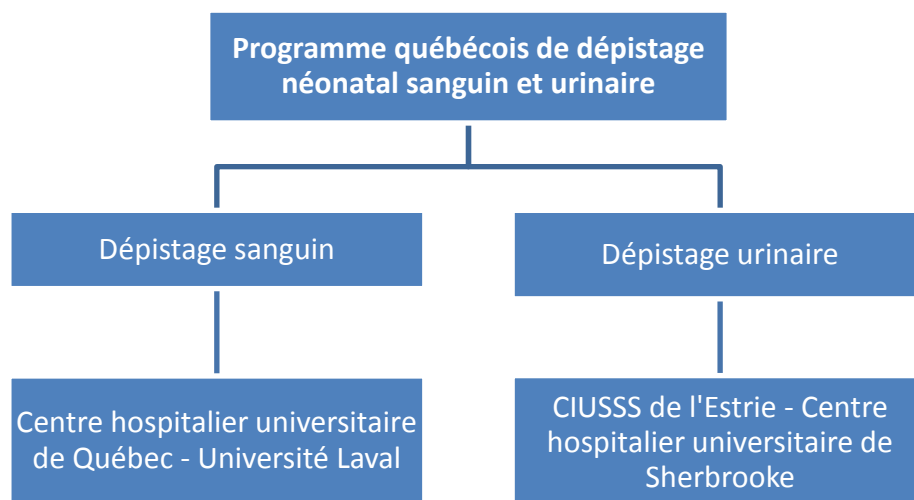 Programme québécois de dépistage
néonatal sanguin et urinaire
Dépistage sanguin
Dépistage urinaire
Centre hospitalier universitaire
de Québec - Université Laval
CIUSSS de l'Estrie - Centre
hospitalier universitaire de
Sherbrooke